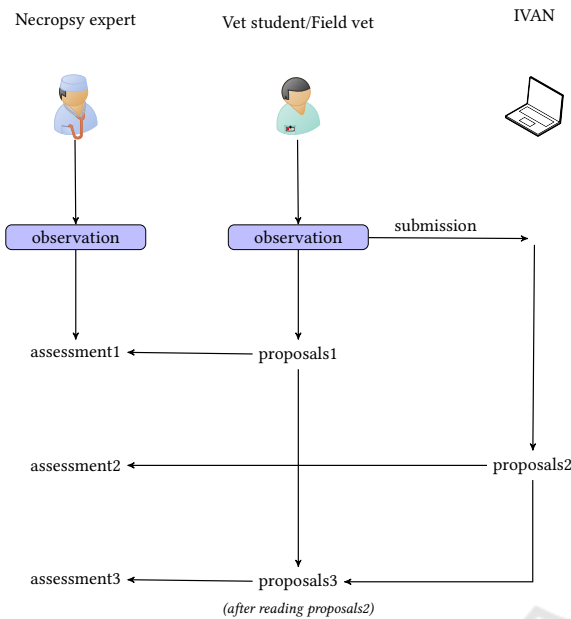 Necropsy expert
Vet student/Field vet
IVAN
observation
observation
submission
assessment1
proposals1
assessment2
proposals2
assessment3
proposals3
(after reading proposals2)